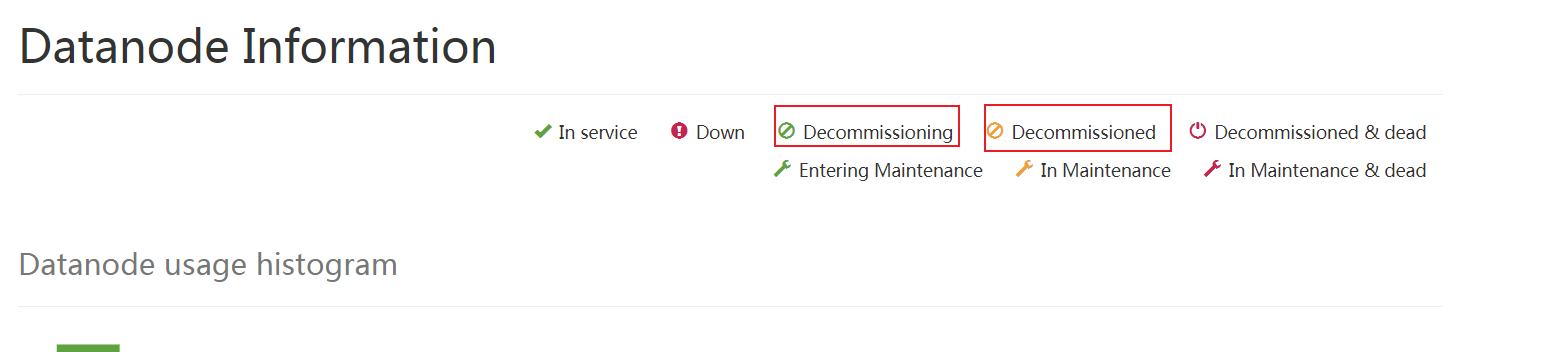 Datanode Information
In service Down Decommissioning Decommissioned Decommissioned & dead
Entering Maintenance In Maintenance In Maintenance & dead
Datanode usage histogram